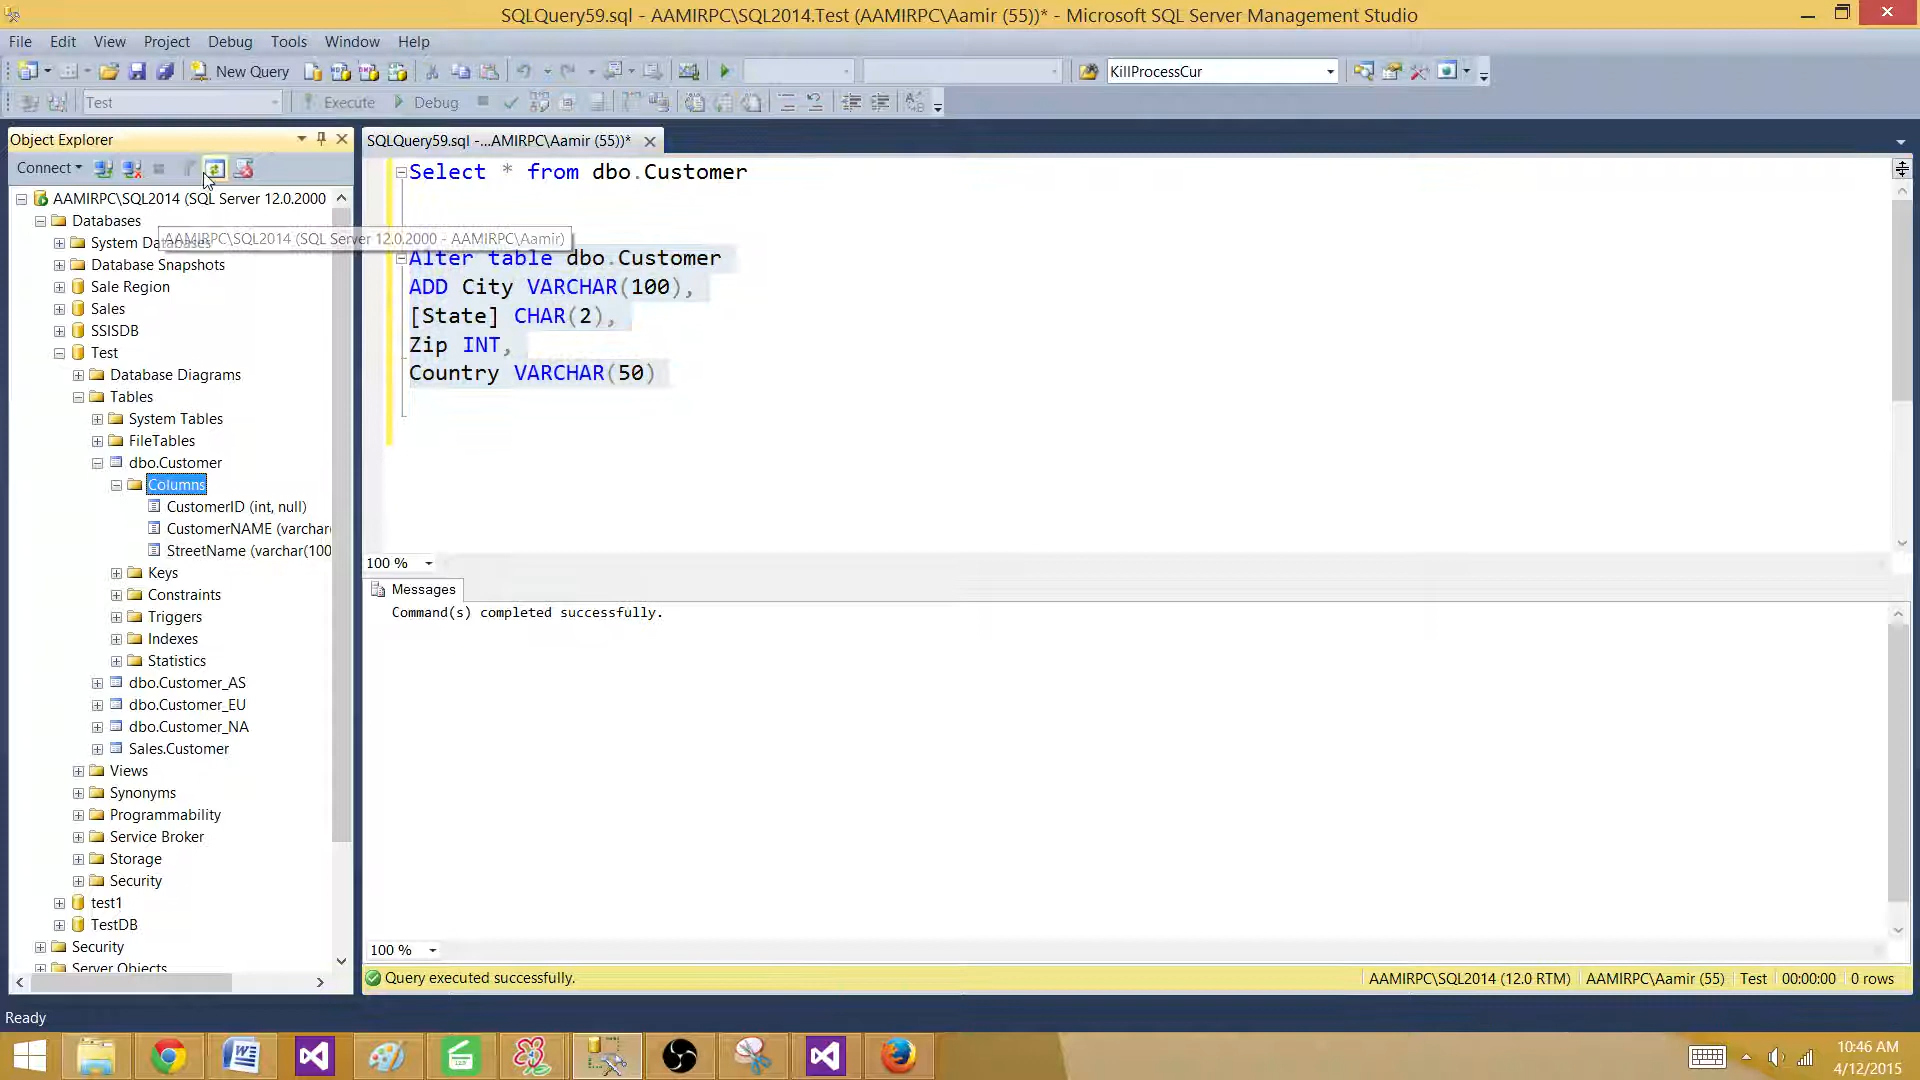 SQLQuery59.sql - AAMIRPC\SQL2014.Test (AAMIRPC\Aamir (55))* - Microsoft SQL Server Management Studio
File Edit View Project Debug Tools Window Help
New Query KillProcessCur
Test Execute Debug
Object Explorer
SQLQuery59.sql -...AMIRPC\Aamir (55))*
Connect
AAMIRPC\SQL2014 (SQL Server 12.0.2000
Databases
System Databases
AAMIRPC\SQL2014 (SQL Server 12.0.2000 - AAMIRPC\Aamir)
Database Snapshots
Sale Region
Sales
SSISDB
Test
Database Diagrams
Tables
System Tables
FileTables
dbo.Customer
Columns
CustomerID (int, null)
CustomerNAME (varchar
StreetName (varchar(100
Keys
Constraints
Triggers
Indexes
Statistics
dbo.Customer_AS
dbo.Customer_EU
dbo.Customer_NA
Sales.Customer
Views
Synonyms
Programmability
Service Broker
Storage
Security
test1
TestDB
Security
Server Objects
Select * from dbo.Customer
Alter table dbo.Customer
ADD City VARCHAR(100),
[State] CHAR(2),
Zip INT,
Country VARCHAR(50)
100 %
Messages
Command(s) completed successfully.
100 %
Query executed successfully.
AAMIRPC\SQL2014 (12.0 RTM) AAMIRPC\Aamir (55) Test 00:00:00 0 rows
Ready
10:46 AM
4/12/2015